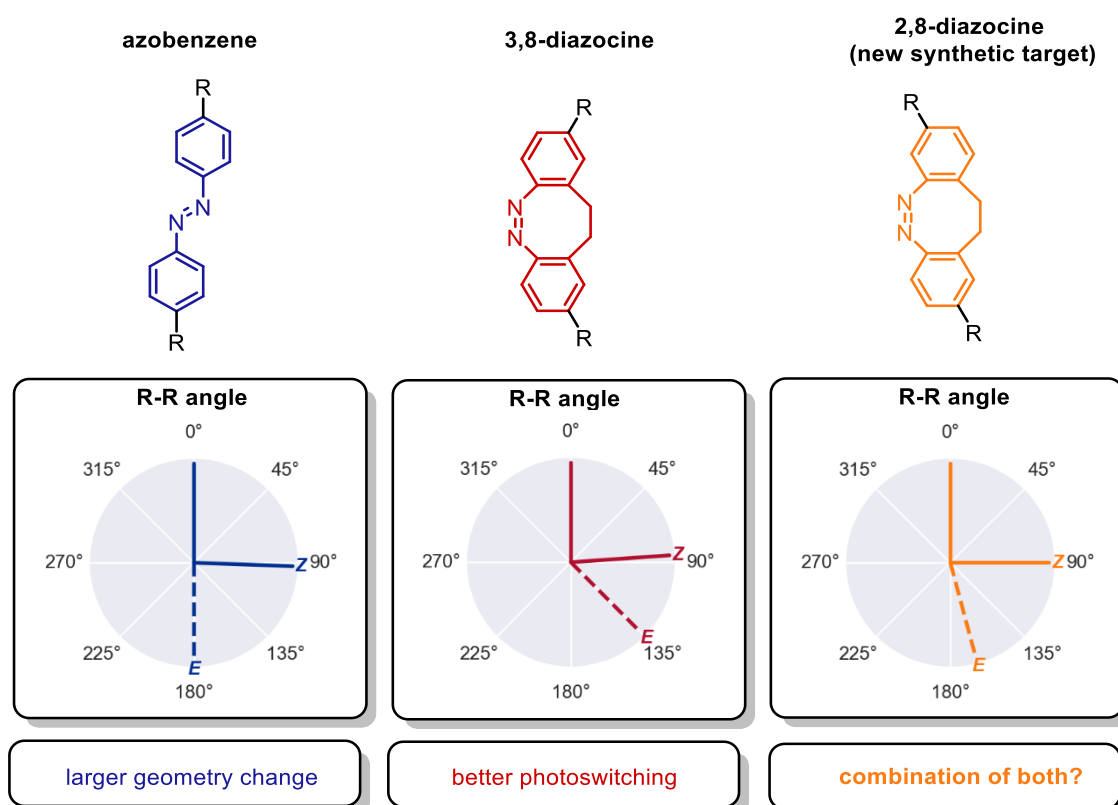 azobenzene
3,8-diazocine
2,8-diazocine
(new synthetic target)
R
N
N
R
R
N
N
R
R
N
N
R
R-R angle
0°
45°
Z
90°
135°
E
180°
225°
270°
315°
R-R angle
0°
45°
Z
90°
E
135°
180°
225°
270°
315°
R-R angle
0°
45°
Z
90°
135°
E
180°
225°
270°
315°
larger geometry change
better photoswitching
combination of both?